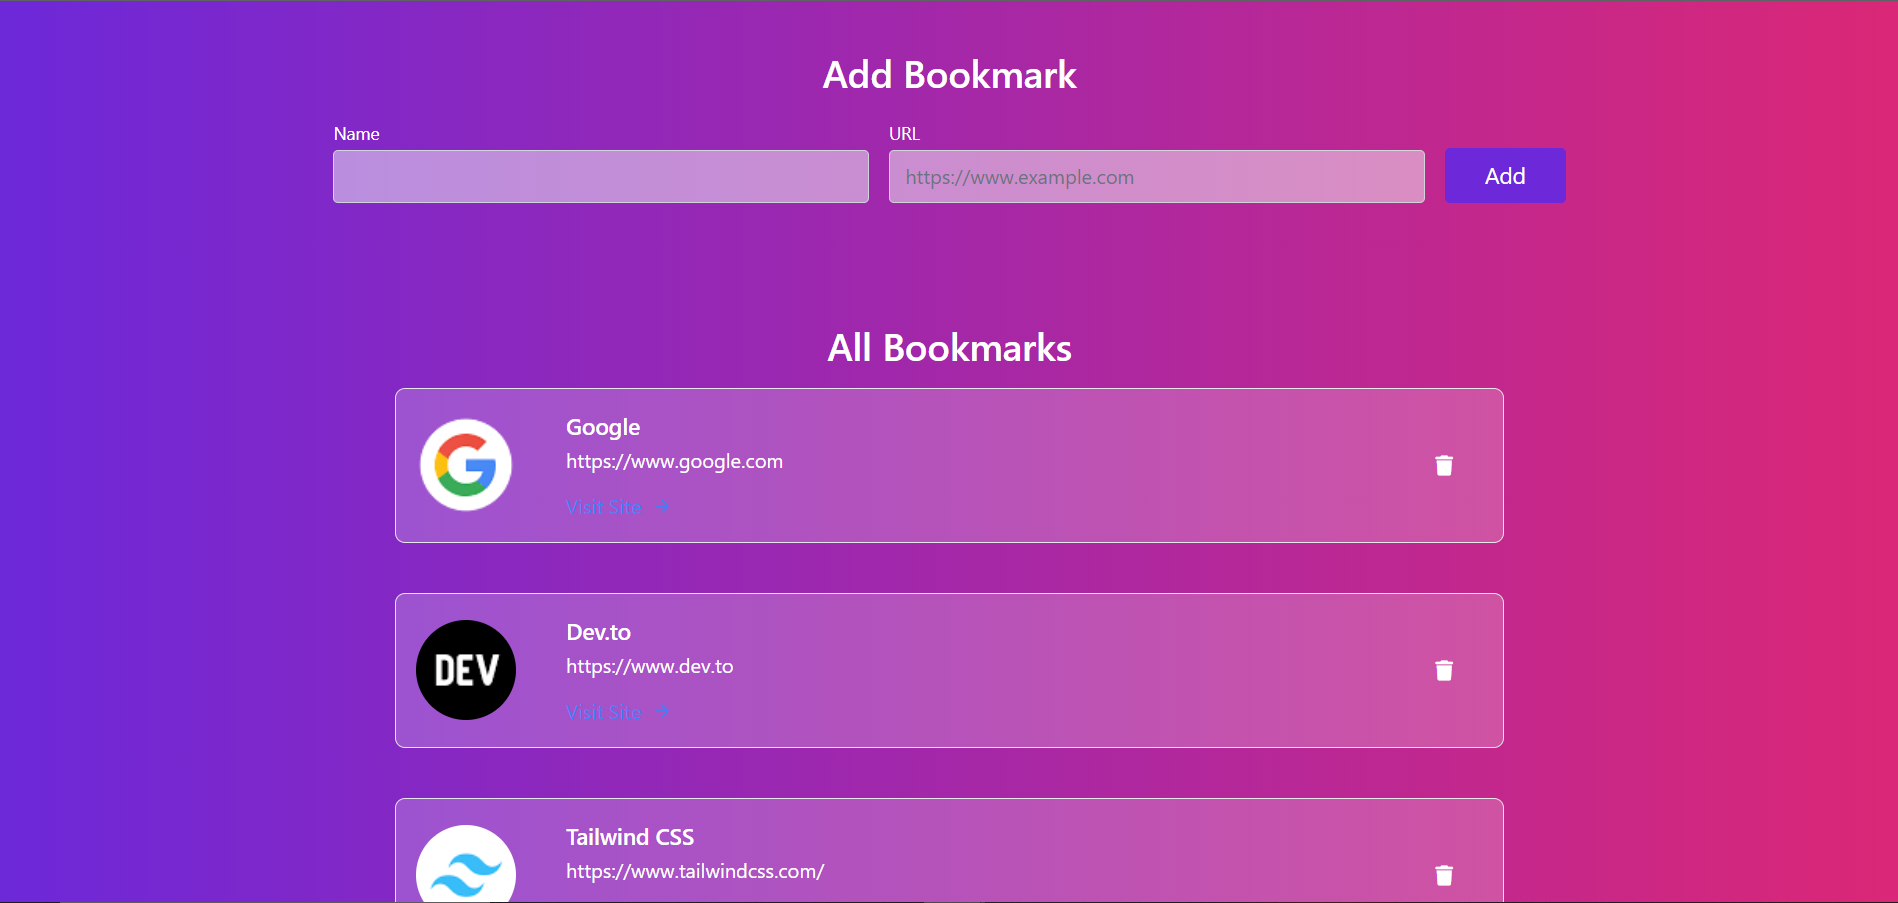 Add Bookmark
Name
URL
https://www.example.com
Add
All Bookmarks
Google
https://www.google.com
Visit Site
DEV
Dev.to
https://www.dev.to
Visit Site
Tailwind CSS
https://www.tailwindcss.com/